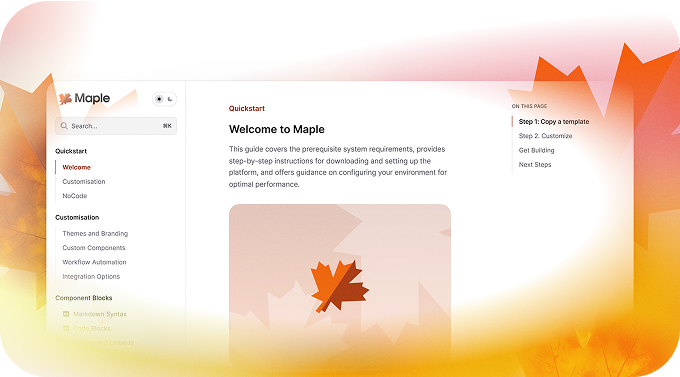 Maple
Search...
⌘K
Quickstart
Welcome
Customisation
NoCode
Customisation
Themes and Branding
Custom Components
Workflow Automation
Integration Options
Component Blocks
Markdown Syntax
Code Blocks
Quickstart
Welcome to Maple
This guide covers the prerequisite system requirements, provides
step-by-step instructions for downloading and setting up the
platform, and offers guidance on configuring your environment for
optimal performance.
ON THIS PAGE
Step 1: Copy a template
Step 2. Customize
Get Building
Next Steps